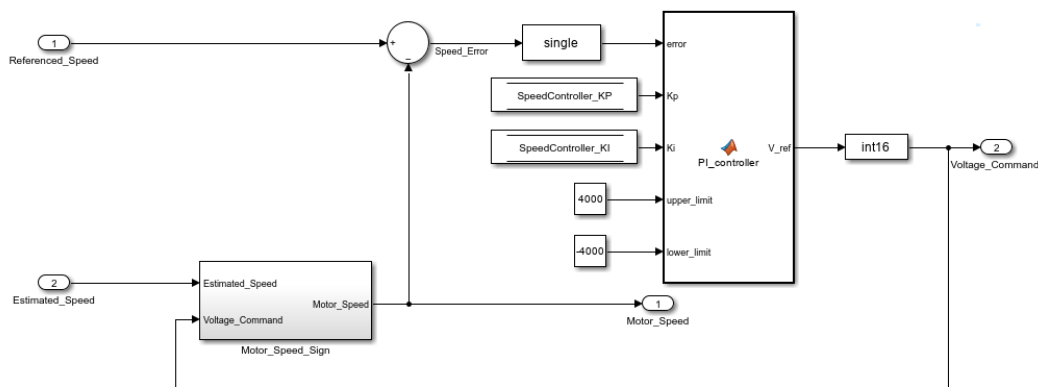 1
Referenced_Speed
+
−
Speed_Error
single
SpeedController_KP
SpeedController_KI
4000
-4000
error
Kp
Ki
upper_limit
lower_limit
PI_controller
V_ref
int16
2
Voltage_Command
2
Estimated_Speed
Estimated_Speed
Voltage_Command
Motor_Speed
Motor_Speed_Sign
1
Motor_Speed